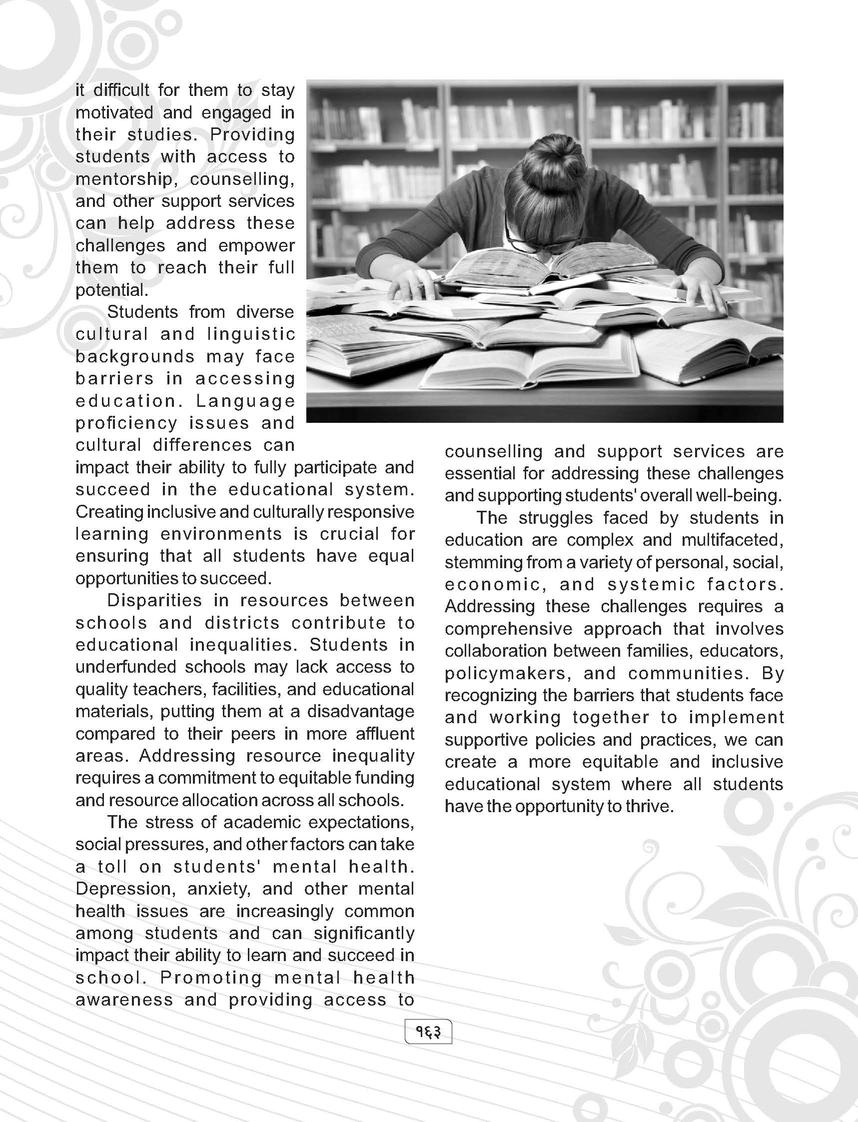 it difficult for them to stay
motivated and engaged in
their studies. Providing
students with access to
mentorship, counselling,
and other support services
can help address these
challenges and empower
them to reach their full
potential.
Students from diverse
cultural and linguistic
backgrounds may face
barriers in accessing
education. Language
proficiency issues and
cultural differences can
impact their ability to fully participate and
succeed in the educational system.
Creating inclusive and culturally responsive
learning environments is crucial for
ensuring that all students have equal
opportunities to succeed.
Disparities in resources between
schools and districts contribute to
educational inequalities. Students in
underfunded schools may lack access to
quality teachers, facilities, and educational
materials, putting them at a disadvantage
compared to their peers in more affluent
areas. Addressing resource inequality
requires a commitment to equitable funding
and resource allocation across all schools.
The stress of academic expectations,
social pressures, and other factors can take
a toll on students' mental health.
Depression, anxiety, and other mental
health issues are increasingly common
among students and can significantly
impact their ability to learn and succeed in
school. Promoting mental health
awareness and providing access to
counselling and support services are
essential for addressing these challenges
and supporting students' overall well-being.
The struggles faced by students in
education are complex and multifaceted,
stemming from a variety of personal, social,
economic, and systemic factors.
Addressing these challenges requires a
comprehensive approach that involves
collaboration between families, educators,
policymakers, and communities. By
recognizing the barriers that students face
and working together to implement
supportive policies and practices, we can
create a more equitable and inclusive
educational system where all students
have the opportunity to thrive.
१६३